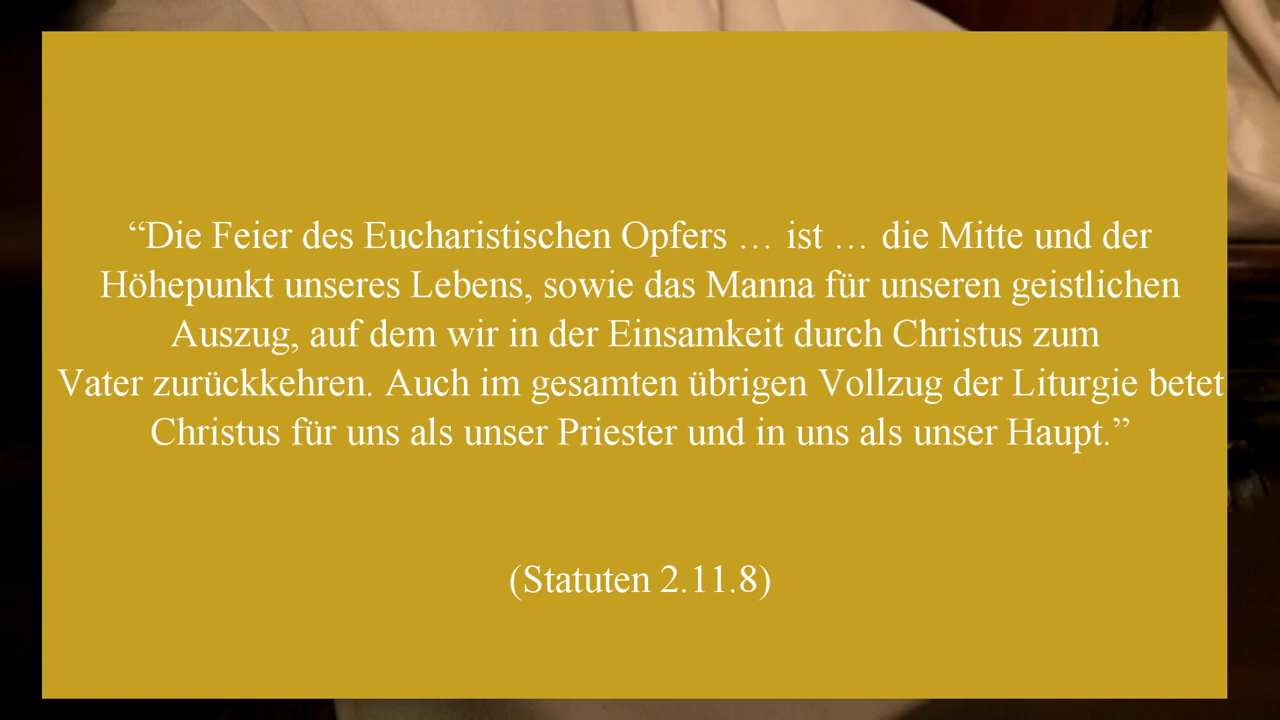 “Die Feier des Eucharistischen Opfers … ist … die Mitte und der
Höhepunkt unseres Lebens, sowie das Manna für unseren geistlichen
Auszug, auf dem wir in der Einsamkeit durch Christus zum
Vater zurückkehren. Auch im gesamten übrigen Vollzug der Liturgie betet
Christus für uns als unser Priester und in uns als unser Haupt.”
(Statuten 2.11.8)